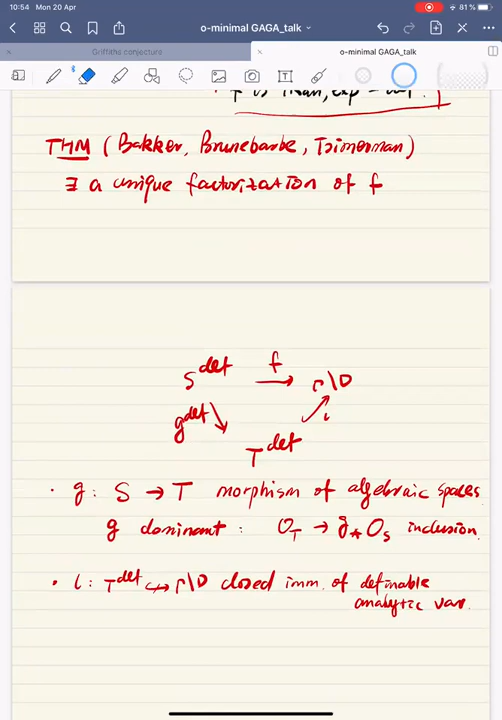 10:54 Mon 20 Apr
81%
o-minimal GAGA_talk
Griffiths conjecture
o-minimal GAGA_talk
THM (Bakker, Brunebarbe, Tsimerman)
∃ a unique factorization of f
f
S^def → Γ\D
g^def ↘ ↗ ι
T^def
· g: S → T morphism of algebraic spaces
g dominant: O_T → g_* O_S inclusion.
· ι: T^def ↪ Γ\D closed imm. of definable
analytic var.